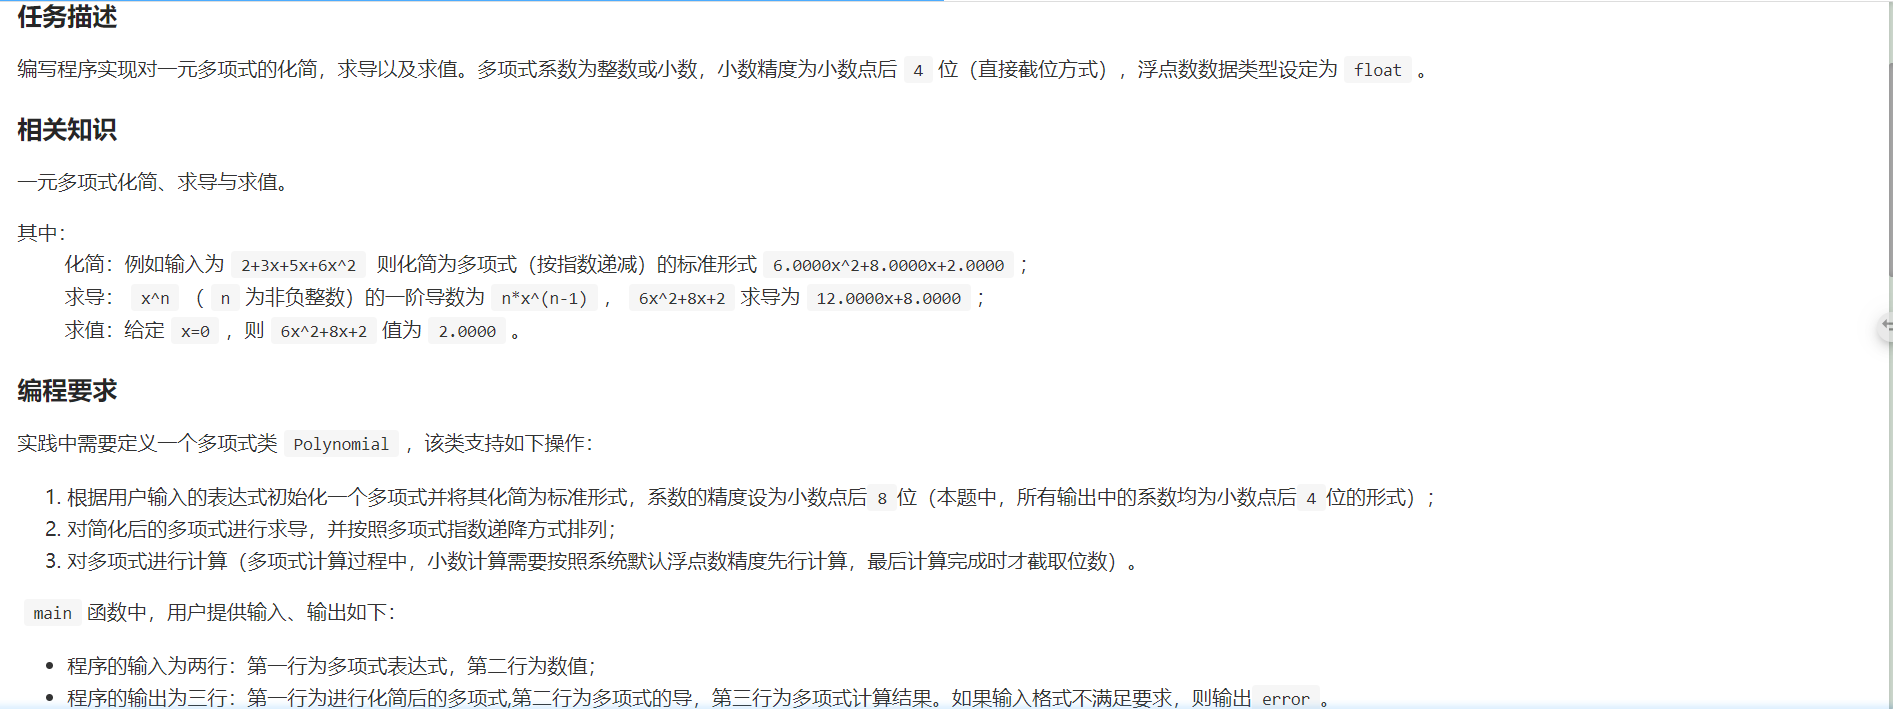 任务描述
编写程序实现对一元多项式的化简，求导以及求值。多项式系数为整数或小数，小数精度为小数点后 4 位（直接截位方式），浮点数数据类型设定为 float 。
相关知识
一元多项式化简、求导与求值。
其中：
化简：例如输入为 2+3x+5x+6x^2 则化简为多项式（按指数递减）的标准形式 6.0000x^2+8.0000x+2.0000 ；
求导： x^n （ n 为非负整数）的一阶导数为 n*x^(n-1) ， 6x^2+8x+2 求导为 12.0000x+8.0000 ；
求值：给定 x=0 ，则 6x^2+8x+2 值为 2.0000 。
编程要求
实践中需要定义一个多项式类 Polynomial ，该类支持如下操作：
1. 根据用户输入的表达式初始化一个多项式并将其化简为标准形式，系数的精度设为小数点后 8 位（本题中，所有输出中的系数均为小数点后 4 位的形式）；
2. 对简化后的多项式进行求导，并按照多项式指数递降方式排列；
3. 对多项式进行计算（多项式计算过程中，小数计算需要按照系统默认浮点数精度先行计算，最后计算完成时才截取位数）。
main 函数中，用户提供输入、输出如下：
• 程序的输入为两行：第一行为多项式表达式，第二行为数值；
• 程序的输出为三行：第一行为进行化简后的多项式,第二行为多项式的导，第三行为多项式计算结果。如果输入格式不满足要求，则输出 error 。